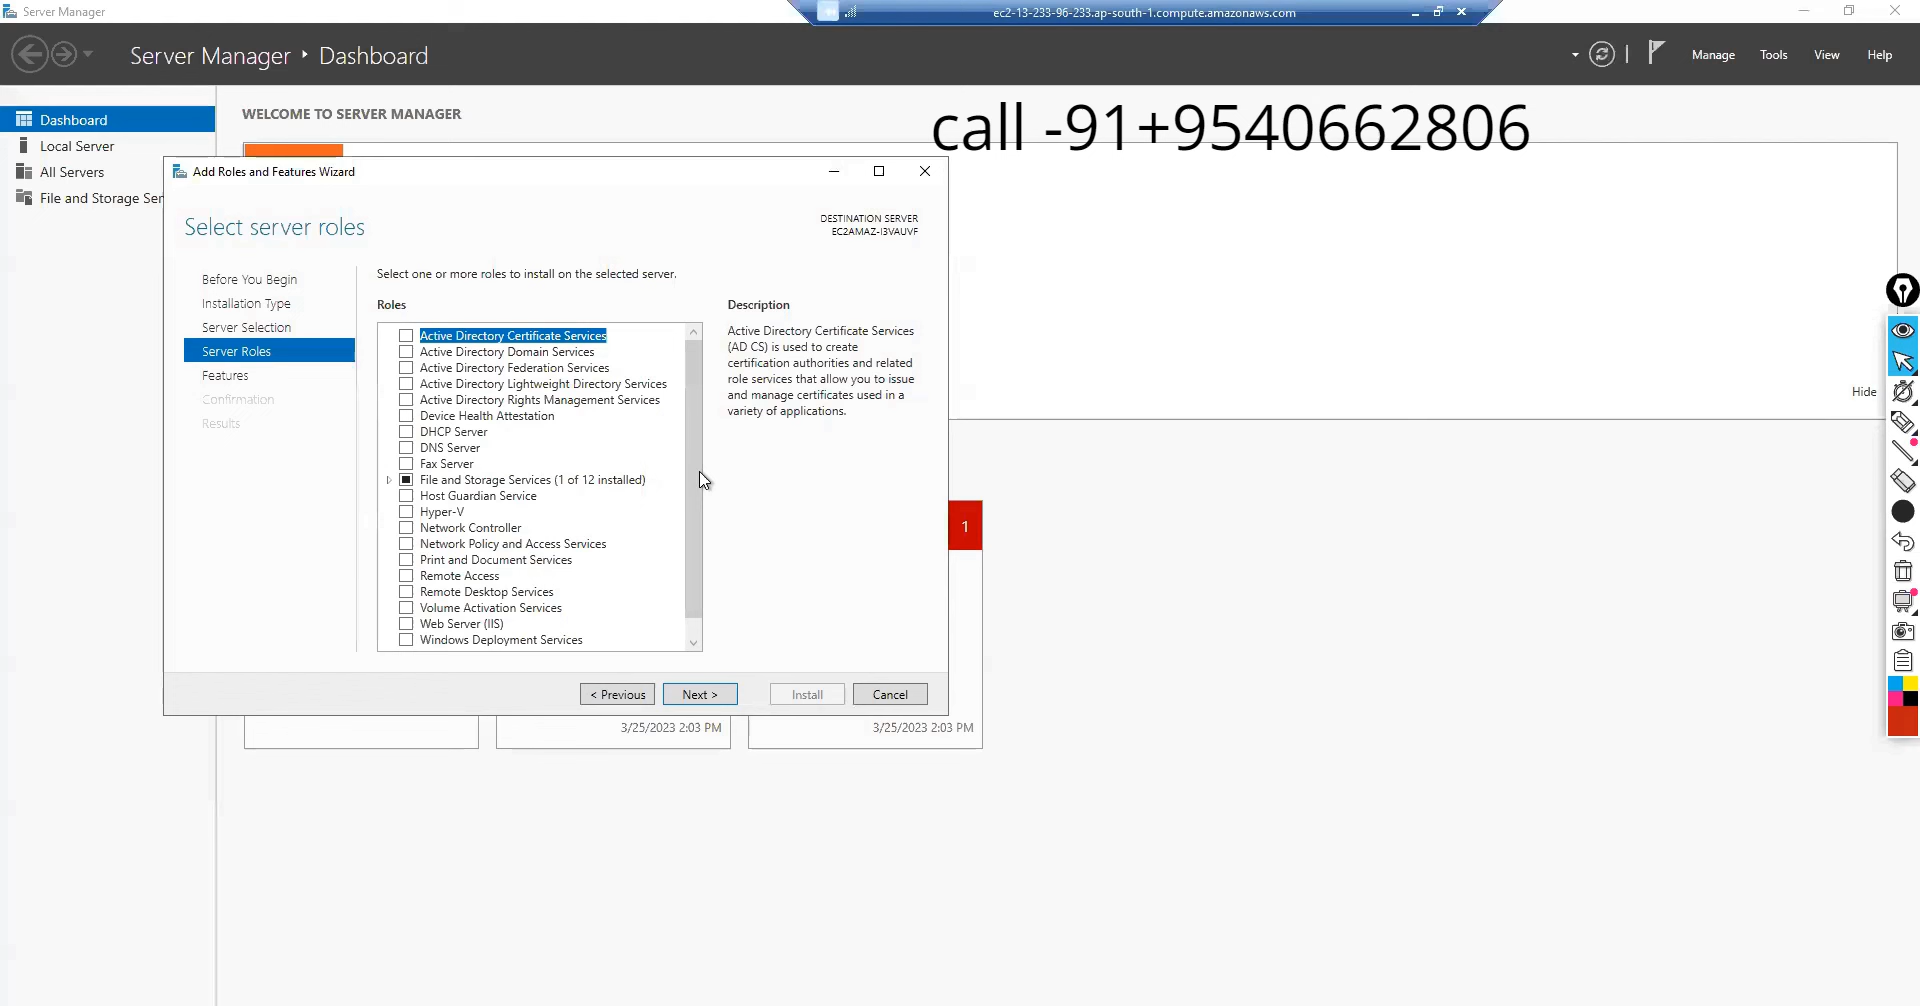 Server Manager
ec2-13-233-96-233.ap-south-1.compute.amazonaws.com
Server Manager ‣ Dashboard
Manage
Tools
View
Help
Dashboard
Local Server
All Servers
File and Storage Ser
WELCOME TO SERVER MANAGER
call -91+9540662806
Add Roles and Features Wizard
Select server roles
DESTINATION SERVER
EC2AMAZ-I3VAUVF
Before You Begin
Installation Type
Server Selection
Server Roles
Features
Confirmation
Results
Select one or more roles to install on the selected server.
Roles
Active Directory Certificate Services
Active Directory Domain Services
Active Directory Federation Services
Active Directory Lightweight Directory Services
Active Directory Rights Management Services
Device Health Attestation
DHCP Server
DNS Server
Fax Server
File and Storage Services (1 of 12 installed)
Host Guardian Service
Hyper-V
Network Controller
Network Policy and Access Services
Print and Document Services
Remote Access
Remote Desktop Services
Volume Activation Services
Web Server (IIS)
Windows Deployment Services
Description
Active Directory Certificate Services
(AD CS) is used to create
certification authorities and related
role services that allow you to issue
and manage certificates used in a
variety of applications.
< Previous
Next >
Install
Cancel
Hide
1
3/25/2023 2:03 PM
3/25/2023 2:03 PM